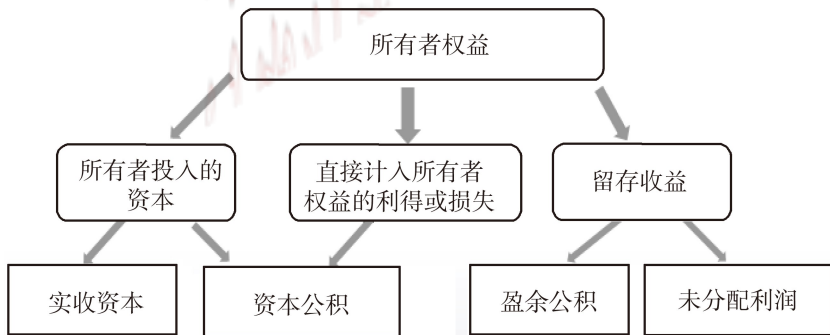 所有者权益
所有者投入的
资本
直接计入所有者
权益的利得或损失
留存收益
实收资本
资本公积
盈余公积
未分配利润